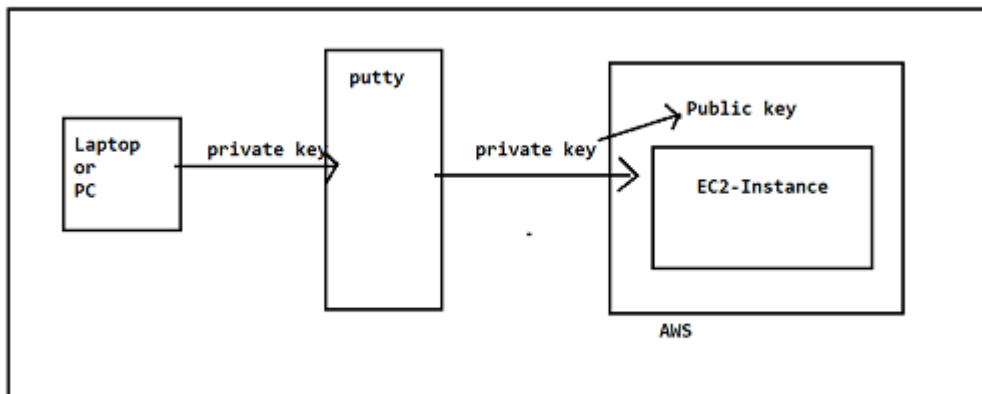 Laptop
or
PC
private key
putty
private key
Public key
EC2-Instance
AWS